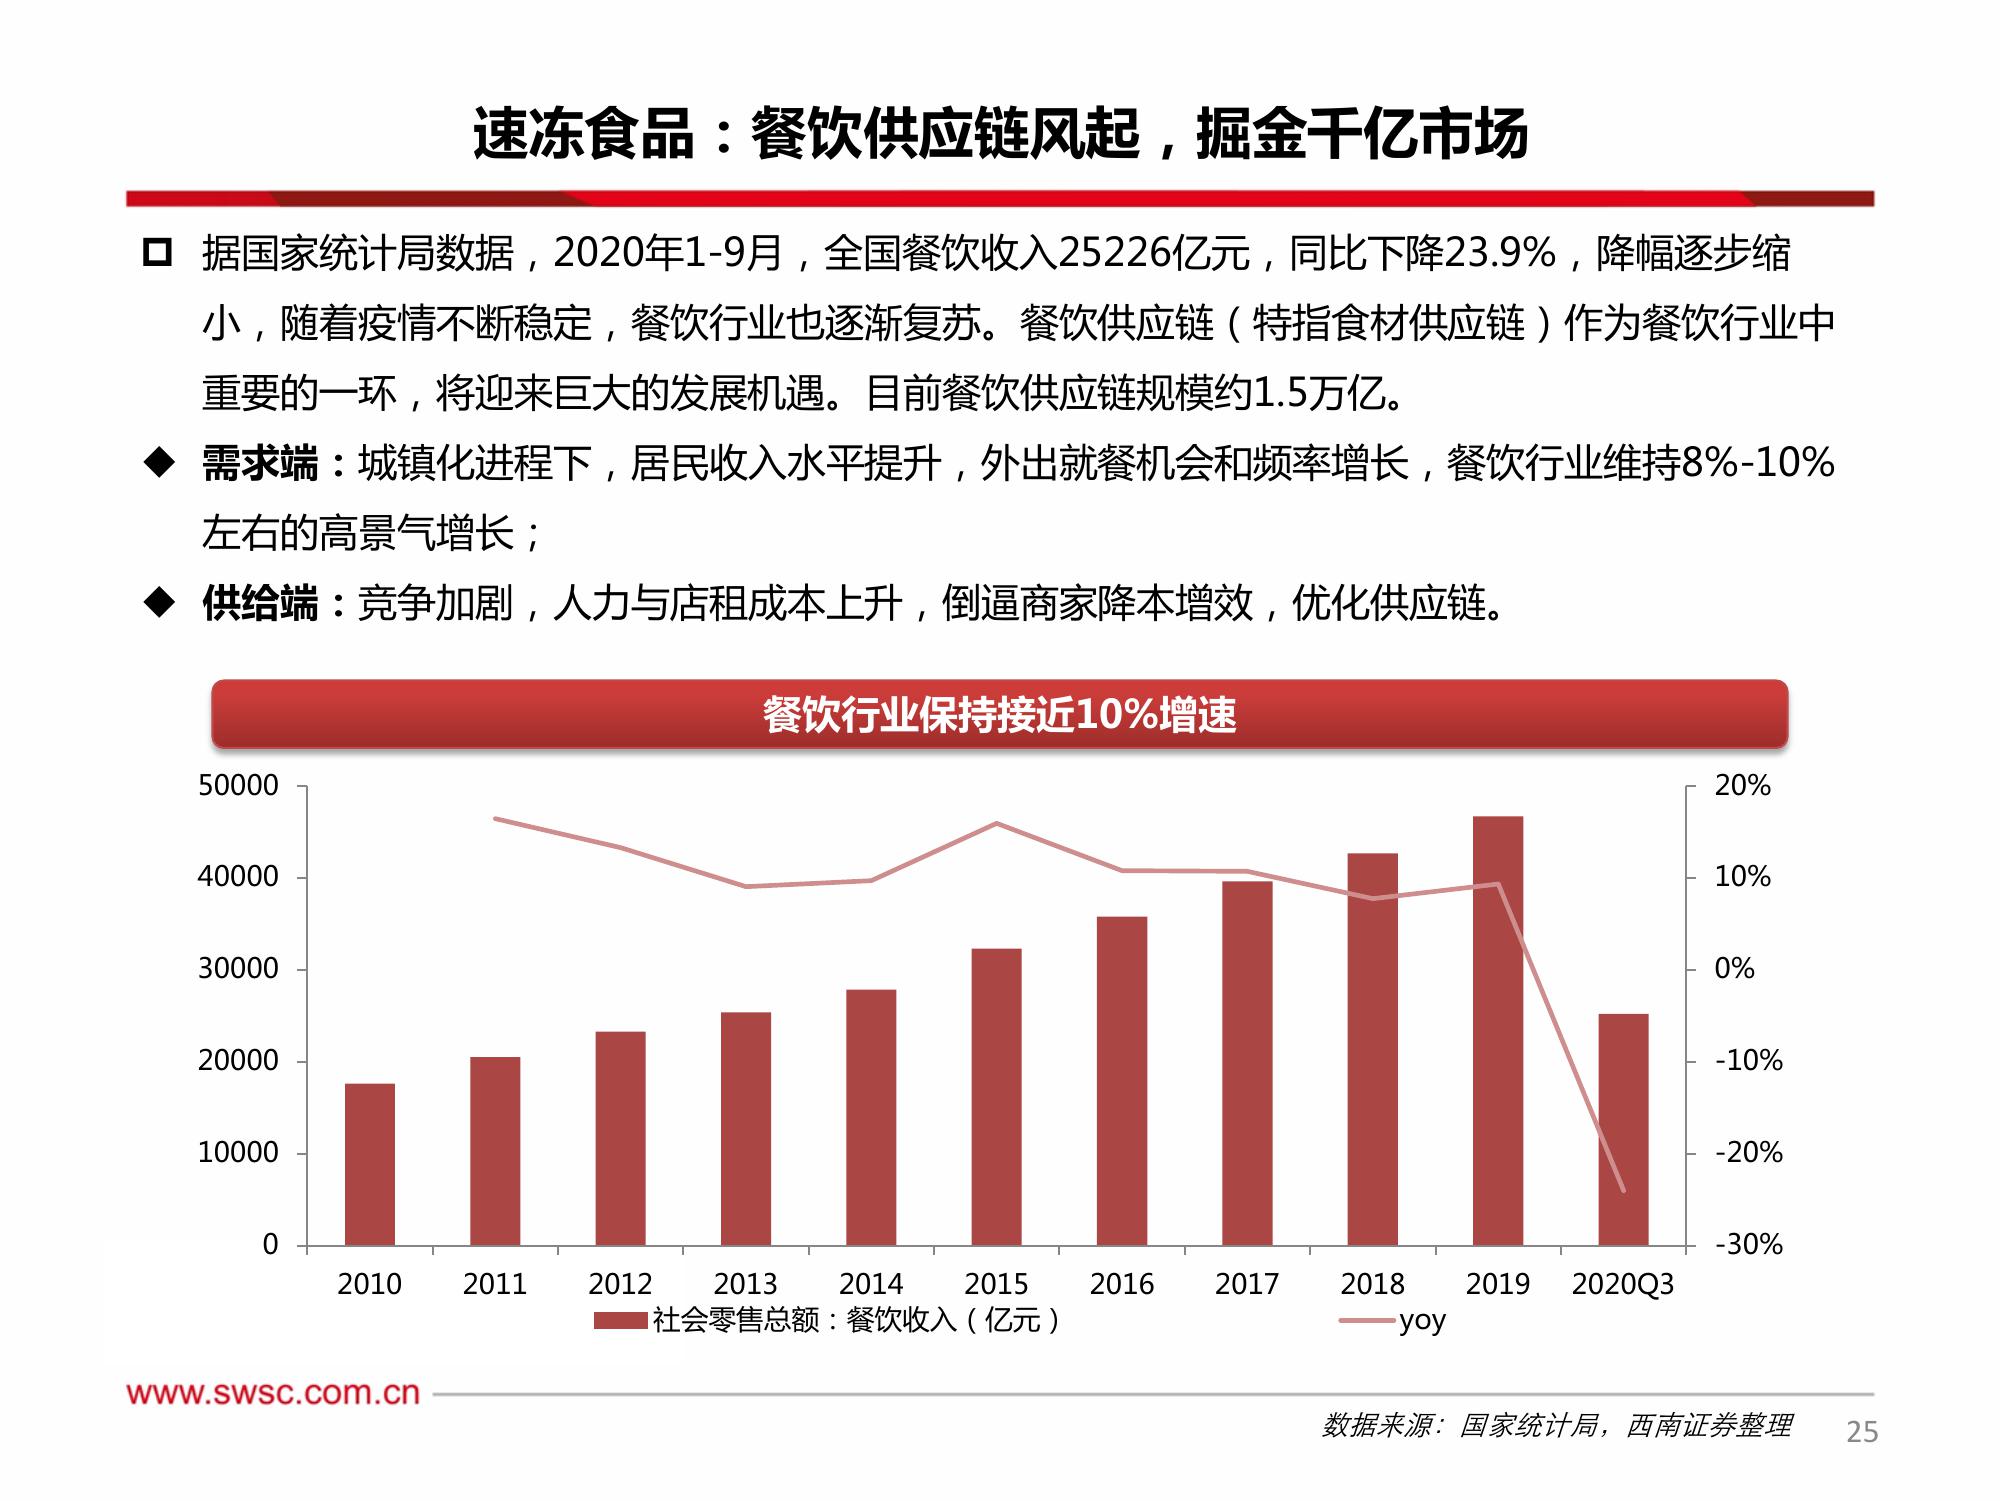 速冻食品：餐饮供应链风起，掘金千亿市场
据国家统计局数据，2020年1-9月，全国餐饮收入25226亿元，同比下降23.9%，降幅逐步缩
小，随着疫情不断稳定，餐饮行业也逐渐复苏。餐饮供应链（特指食材供应链）作为餐饮行业中
重要的一环，将迎来巨大的发展机遇。目前餐饮供应链规模约1.5万亿。
◆ 需求端：城镇化进程下，居民收入水平提升，外出就餐机会和频率增长，餐饮行业维持8%-10%
左右的高景气增长；
◆ 供给端：竞争加剧，人力与店租成本上升，倒逼商家降本增效，优化供应链。
餐饮行业保持接近10%增速
50000 20%
40000 10%
30000 0%
20000 -10%
10000 -20%
0 -30%
2010 2011 2012 2013 2014 2015 2016 2017 2018 2019 2020Q3
社会零售总额：餐饮收入（亿元） yoy
www.swsc.com.cn
数据来源：国家统计局，西南证券整理 25